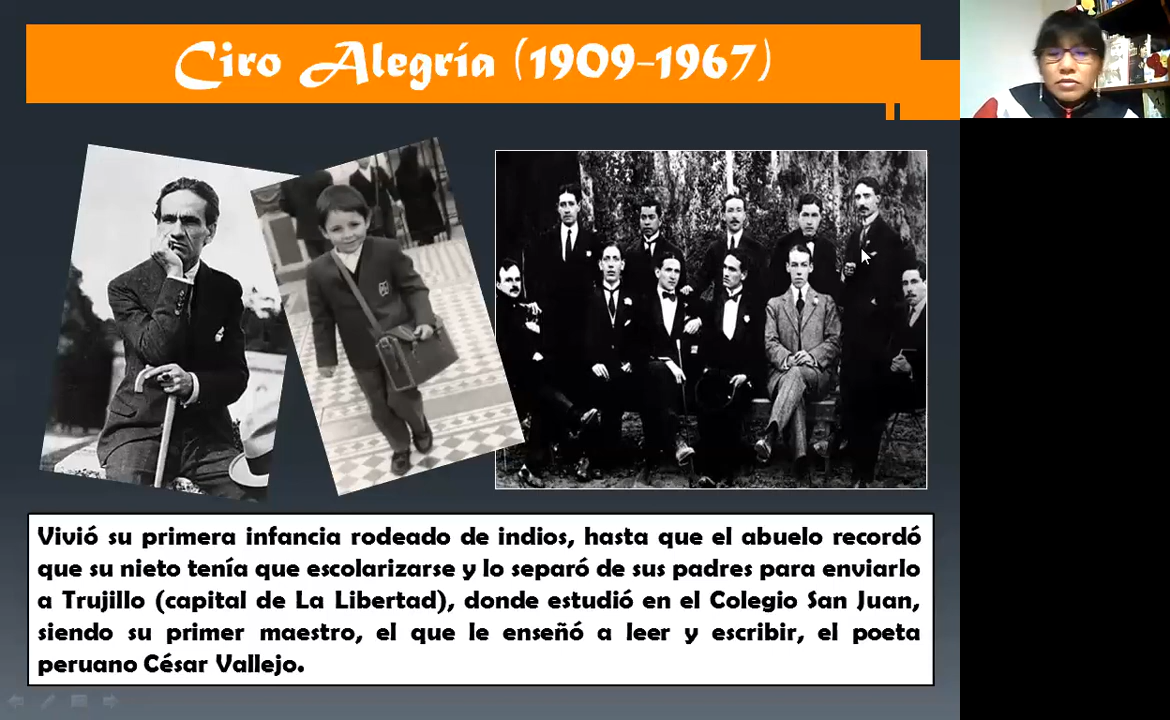 Ciro Alegría (1909-1967)
Vivió su primera infancia rodeado de indios, hasta que el abuelo recordó
que su nieto tenía que escolarizarse y lo separó de sus padres para enviarlo
a Trujillo (capital de La Libertad), donde estudió en el Colegio San Juan,
siendo su primer maestro, el que le enseñó a leer y escribir, el poeta
peruano César Vallejo.